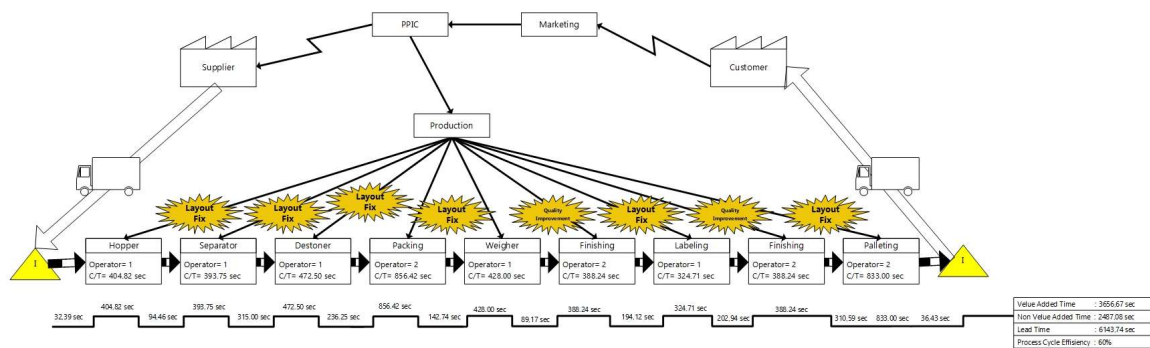 PPIC
Marketing
Supplier
Customer
Production
Layout
Fix
Layout
Fix
Layout
Fix
Layout
Fix
Quality
Improvement
Layout
Fix
Quality
Improvement
Layout
Fix
I
Hopper
Operator= 1
C/T= 404.82 sec
Separator
Operator= 1
C/T= 393.75 sec
Destoner
Operator= 1
C/T= 472.50 sec
Packing
Operator= 2
C/T= 856.42 sec
Weigher
Operator= 1
C/T= 428.00 sec
Finishing
Operator= 2
C/T= 388.24 sec
Labeling
Operator= 1
C/T= 324.71 sec
Finishing
Operator= 2
C/T= 388.24 sec
Palleting
Operator= 2
C/T= 833.00 sec
I
32.39 sec
404.82 sec
94.46 sec
393.75 sec
315.00 sec
472.50 sec
236.25 sec
856.42 sec
142.74 sec
428.00 sec
89.17 sec
388.24 sec
194.12 sec
324.71 sec
202.94 sec
388.24 sec
310.59 sec
833.00 sec
36.43 sec
Velue Added Time : 3656.67 sec
Non Velue Added Time : 2487.08 sec
Lead Time : 6143.74 sec
Process Cycle Effisiency : 60%